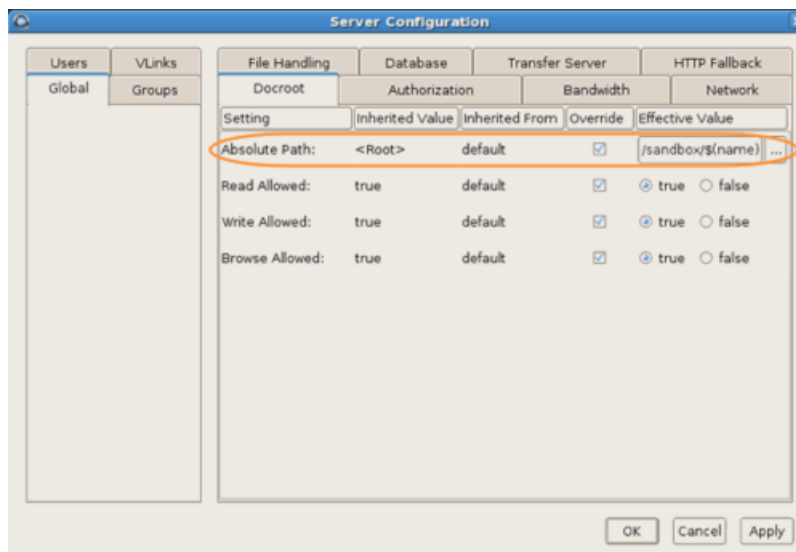 Server Configuration
Users VLinks
Global Groups
File Handling Database Transfer Server HTTP Fallback
Docroot Authorization Bandwidth Network
Setting Inherited Value Inherited From Override Effective Value
Absolute Path: <Root> default /sandbox/$(name) ...
Read Allowed: true default true false
Write Allowed: true default true false
Browse Allowed: true default true false
OK Cancel Apply